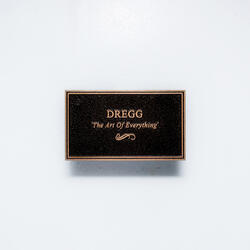 DREGG
'The Art Of Everything'